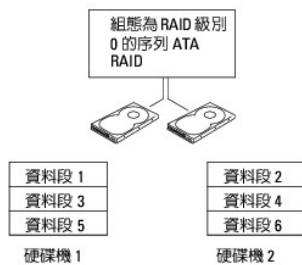 組態為 RAID 級別
0 的序列 ATA
RAID
資料段 1
資料段 3
資料段 5
硬碟機 1
資料段 2
資料段 4
資料段 6
硬碟機 2